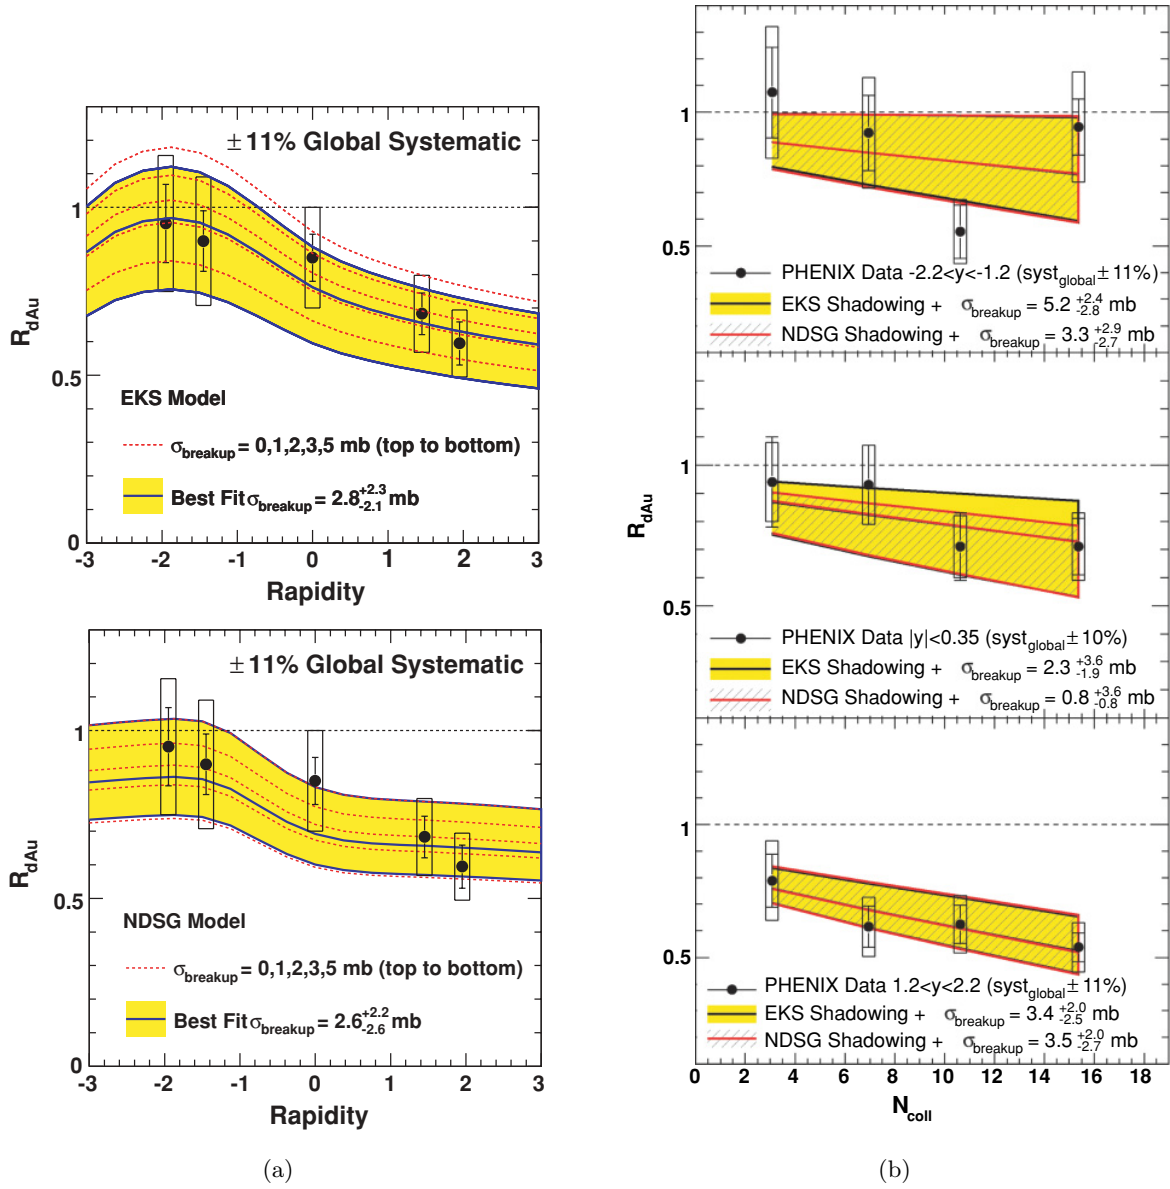 ± 11% Global Systematic
1
0.5
0
R_dAu
EKS Model
σ_breakup = 0,1,2,3,5 mb (top to bottom)
Best Fit σ_breakup = 2.8 +2.3 -2.1 mb
-3 -2 -1 0 1 2 3
Rapidity
± 11% Global Systematic
1
0.5
0
R_dAu
NDSG Model
σ_breakup = 0,1,2,3,5 mb (top to bottom)
Best Fit σ_breakup = 2.6 +2.2 -2.6 mb
-3 -2 -1 0 1 2 3
Rapidity
(a)
1
0.5
PHENIX Data -2.2<y<-1.2 (syst_global ± 11%)
EKS Shadowing + σ_breakup = 5.2 +2.4 -2.8 mb
NDSG Shadowing + σ_breakup = 3.3 +2.9 -2.7 mb
1
0.5
R_dAu
PHENIX Data |y|<0.35 (syst_global ± 10%)
EKS Shadowing + σ_breakup = 2.3 +3.6 -1.9 mb
NDSG Shadowing + σ_breakup = 0.8 +3.6 -0.8 mb
1
0.5
PHENIX Data 1.2<y<2.2 (syst_global ± 11%)
EKS Shadowing + σ_breakup = 3.4 +2.0 -2.5 mb
NDSG Shadowing + σ_breakup = 3.5 +2.0 -2.7 mb
0 2 4 6 8 10 12 14 16 18
N_coll
(b)